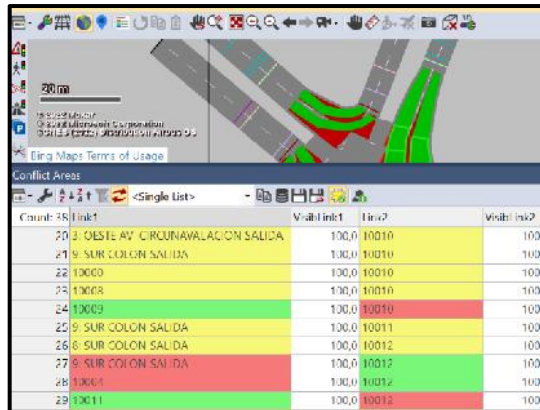 20 m
© 2022 Microsoft Corporation
Bing Maps Terms of Usage
Conflict Areas
<Single List>
Count: 38 Link1 VisibLink1 Link2 VisibLink2
20 3: OESTE AV CIRCUNAVALACION SALIDA 100,0 10010 100
21 9: SUR COLON SALIDA 100,0 10010 100
22 10000 100,0 10010 100
23 10008 100,0 10010 100
24 10009 100,0 10010 100
25 9: SUR COLON SALIDA 100,0 10011 100
26 8: SUR COLON SALIDA 100,0 10012 100
27 9: SUR COLON SALIDA 100,0 10012 100
28 10004 100,0 10012 100
29 10011 100,0 10012 100